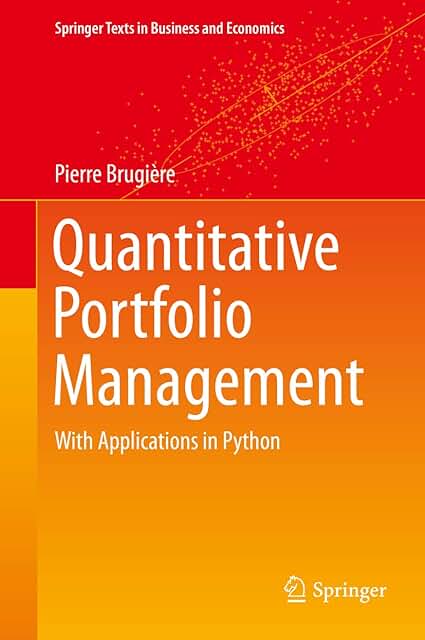 Springer Texts in Business and Economics
Pierre Brugière
Quantitative
Portfolio
Management
With Applications in Python
Springer